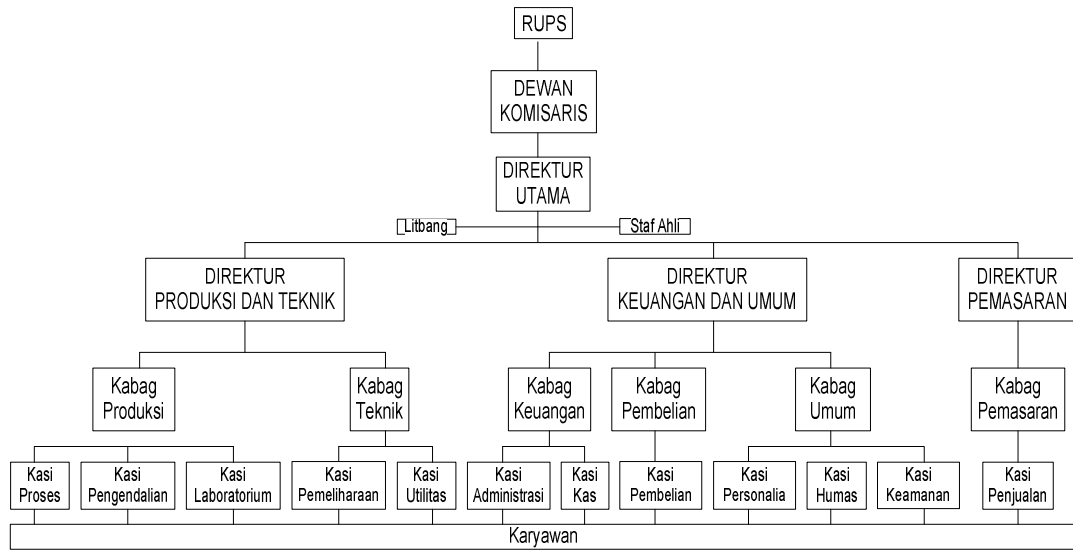 RUPS
DEWAN
KOMISARIS
DIREKTUR
UTAMA
Litbang
Staf Ahli
DIREKTUR
PRODUKSI DAN TEKNIK
DIREKTUR
KEUANGAN DAN UMUM
DIREKTUR
PEMASARAN
Kabag
Produksi
Kabag
Teknik
Kabag
Keuangan
Kabag
Pembelian
Kabag
Umum
Kabag
Pemasaran
Kasi
Proses
Kasi
Pengendalian
Kasi
Laboratorium
Kasi
Pemeliharaan
Kasi
Utilitas
Kasi
Administrasi
Kasi
Kas
Kasi
Pembelian
Kasi
Personalia
Kasi
Humas
Kasi
Keamanan
Kasi
Penjualan
Karyawan